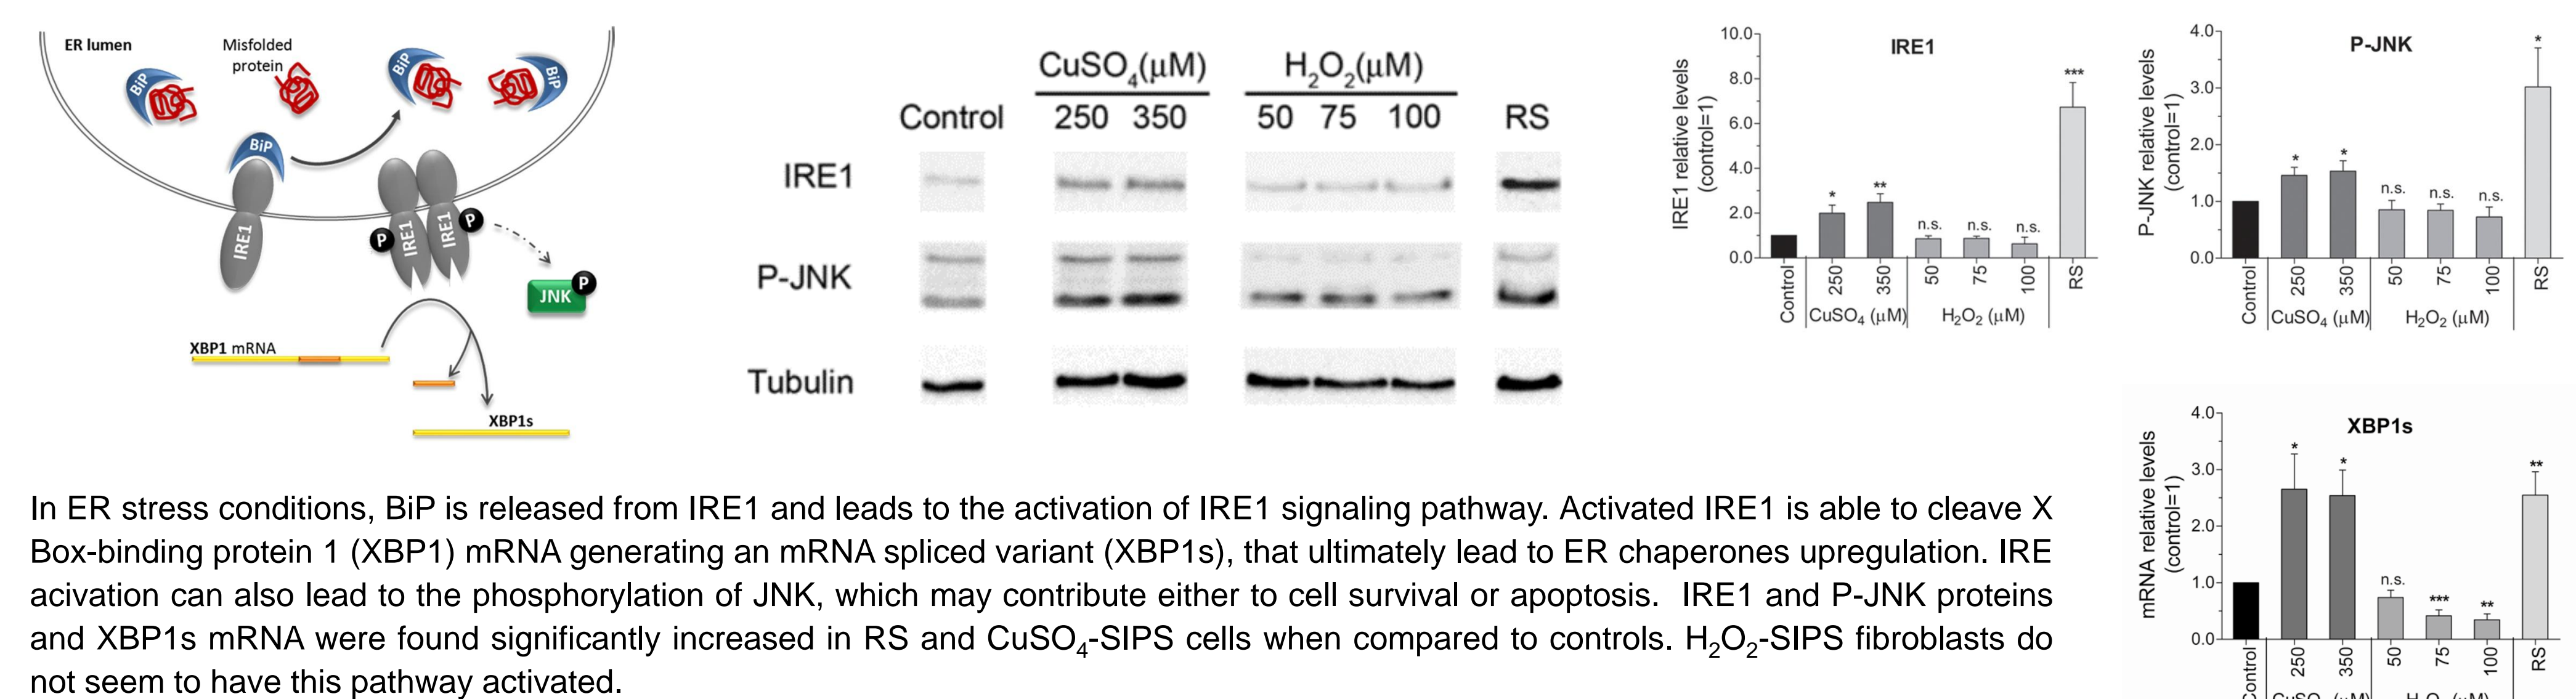 ER lumen
Misfolded
protein
BiP
BiP
BiP
BiP
IRE1
P
IRE1
IRE1
P
JNK
P
XBP1 mRNA
XBP1s
CuSO4(μM)
H2O2(μM)
Control
250
350
50
75
100
RS
IRE1
P-JNK
Tubulin
IRE1
IRE1 relative levels
(control=1)
10.0
8.0
6.0
4.0
2.0
0.0
*
**
n.s.
n.s.
n.s.
***
Control
250
350
50
75
100
RS
CuSO4 (μM)
H2O2 (μM)
P-JNK
P-JNK relative levels
(control=1)
4.0
3.0
2.0
1.0
0.0
*
*
n.s.
n.s.
n.s.
*
Control
250
350
50
75
100
RS
CuSO4 (μM)
H2O2 (μM)
XBP1s
mRNA relative levels
(control=1)
4.0
3.0
2.0
1.0
0.0
*
*
n.s.
***
**
**
250
350
50
75
100
RS
In ER stress conditions, BiP is released from IRE1 and leads to the activation of IRE1 signaling pathway. Activated IRE1 is able to cleave X
Box-binding protein 1 (XBP1) mRNA generating an mRNA spliced variant (XBP1s), that ultimately lead to ER chaperones upregulation. IRE
acivation can also lead to the phosphorylation of JNK, which may contribute either to cell survival or apoptosis. IRE1 and P-JNK proteins
and XBP1s mRNA were found significantly increased in RS and CuSO4-SIPS cells when compared to controls. H2O2-SIPS fibroblasts do
not seem to have this pathway activated.